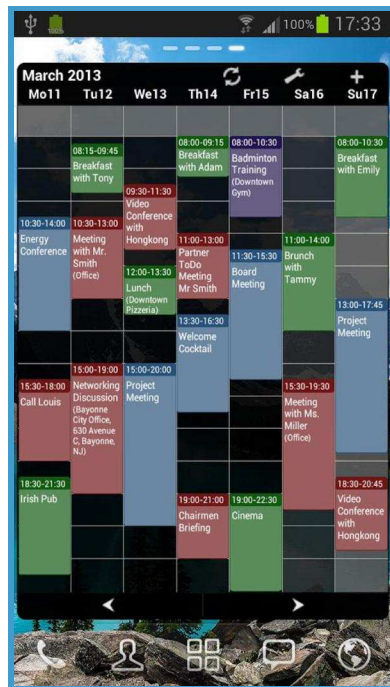 100% 17:33
March 2013
Mo11 Tu12 We13 Th14 Fr15 Sa16 Su17
10:30-14:00
Energy
Conference
15:30-18:00
Call Louis
18:30-21:30
Irish Pub
08:15-09:45
Breakfast
with Tony
10:30-13:00
Meeting
with Mr.
Smith
(Office)
15:00-19:00
Networking
Discussion
(Bayonne
City Office,
630 Avenue
C, Bayonne,
NJ)
09:30-11:30
Video
Conference
with
Hongkong
12:00-13:30
Lunch
(Downtown
Pizzeria)
15:00-20:00
Project
Meeting
08:00-09:15
Breakfast
with Adam
11:00-13:00
Partner
ToDo
Meeting
Mr Smith
13:30-16:30
Welcome
Cocktail
19:00-21:00
Chairmen
Briefing
08:00-10:30
Badminton
Training
(Downtown
Gym)
11:30-15:30
Board
Meeting
19:00-22:30
Cinema
11:00-14:00
Brunch
with
Tammy
15:30-19:30
Meeting
with Ms.
Miller
(Office)
08:00-10:30
Breakfast
with Emily
13:00-17:45
Project
Meeting
18:30-20:45
Video
Conference
with
Hongkong